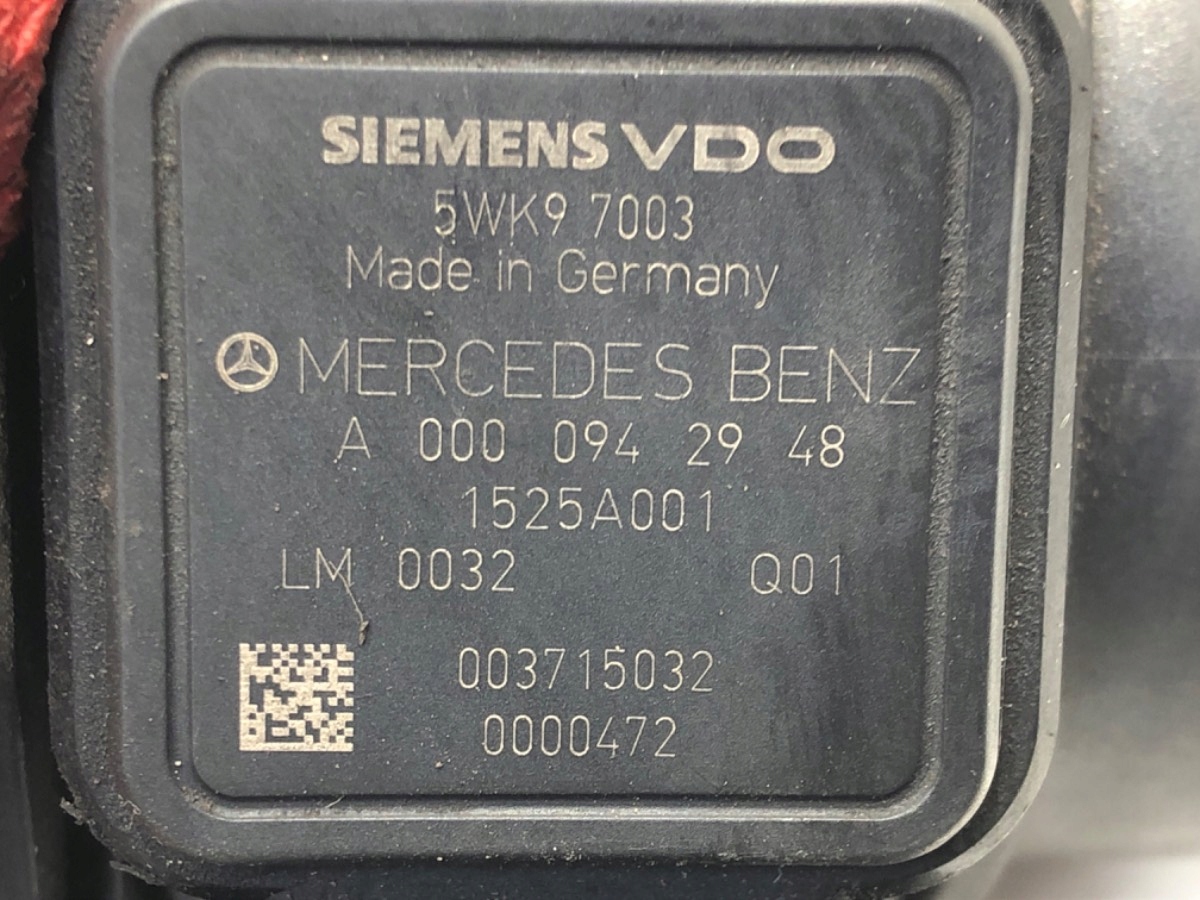 SIEMENS VDO
5WK9 7003
Made in Germany
MERCEDES BENZ
A 000 094 29 48
1525A001
LM 0032 Q01
003715032
0000472